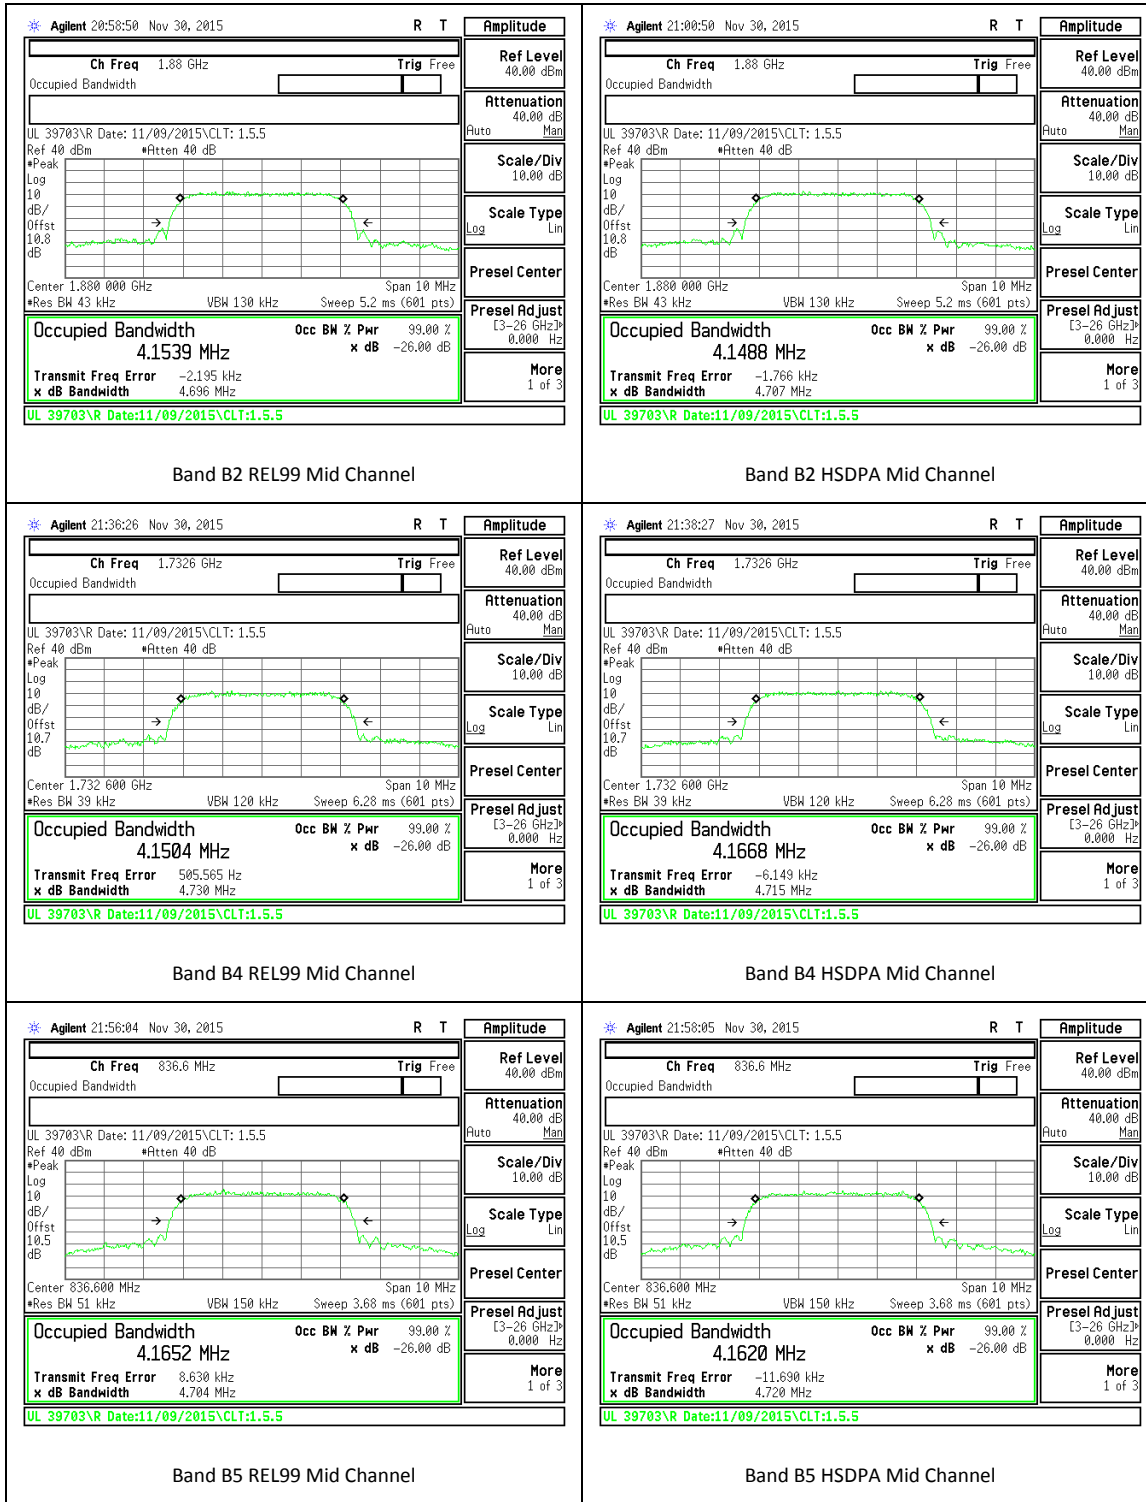 Agilent 20:58:50 Nov 30, 2015 R T
Amplitude
Ch Freq 1.88 GHz Trig Free
Occupied Bandwidth
Ref Level
40.00 dBm
Attenuation
40.00 dB
Auto Man
UL 39703\R Date: 11/09/2015\CLT: 1.5.5
Ref 40 dBm #Atten 40 dB
#Peak
Log
10
dB/
Offst
10.8
dB
Scale/Div
10.00 dB
Scale Type
Log Lin
Presel Center
Center 1.880 000 GHz Span 10 MHz
#Res BW 43 kHz VBW 130 kHz Sweep 5.2 ms (601 pts)
Presel Adjust
[3-26 GHz]
0.000 Hz
Occupied Bandwidth Occ BW % Pwr 99.00 %
4.1539 MHz x dB -26.00 dB
Transmit Freq Error -2.195 kHz
x dB Bandwidth 4.696 MHz
More
1 of 3
UL 39703\R Date:11/09/2015\CLT:1.5.5
Band B2 REL99 Mid Channel
Agilent 21:00:50 Nov 30, 2015 R T
Amplitude
Ch Freq 1.88 GHz Trig Free
Occupied Bandwidth
Ref Level
40.00 dBm
Attenuation
40.00 dB
Auto Man
UL 39703\R Date: 11/09/2015\CLT: 1.5.5
Ref 40 dBm #Atten 40 dB
#Peak
Log
10
dB/
Offst
10.8
dB
Scale/Div
10.00 dB
Scale Type
Log Lin
Presel Center
Center 1.880 000 GHz Span 10 MHz
#Res BW 43 kHz VBW 130 kHz Sweep 5.2 ms (601 pts)
Presel Adjust
[3-26 GHz]
0.000 Hz
Occupied Bandwidth Occ BW % Pwr 99.00 %
4.1488 MHz x dB -26.00 dB
Transmit Freq Error -1.766 kHz
x dB Bandwidth 4.707 MHz
More
1 of 3
UL 39703\R Date:11/09/2015\CLT:1.5.5
Band B2 HSDPA Mid Channel
Agilent 21:36:26 Nov 30, 2015 R T
Amplitude
Ch Freq 1.7326 GHz Trig Free
Occupied Bandwidth
Ref Level
40.00 dBm
Attenuation
40.00 dB
Auto Man
UL 39703\R Date: 11/09/2015\CLT: 1.5.5
Ref 40 dBm #Atten 40 dB
#Peak
Log
10
dB/
Offst
10.7
dB
Scale/Div
10.00 dB
Scale Type
Log Lin
Presel Center
Center 1.732 600 GHz Span 10 MHz
#Res BW 39 kHz VBW 120 kHz Sweep 6.28 ms (601 pts)
Presel Adjust
[3-26 GHz]
0.000 Hz
Occupied Bandwidth Occ BW % Pwr 99.00 %
4.1504 MHz x dB -26.00 dB
Transmit Freq Error 505.565 Hz
x dB Bandwidth 4.730 MHz
More
1 of 3
UL 39703\R Date:11/09/2015\CLT:1.5.5
Band B4 REL99 Mid Channel
Agilent 21:38:27 Nov 30, 2015 R T
Amplitude
Ch Freq 1.7326 GHz Trig Free
Occupied Bandwidth
Ref Level
40.00 dBm
Attenuation
40.00 dB
Auto Man
UL 39703\R Date: 11/09/2015\CLT: 1.5.5
Ref 40 dBm #Atten 40 dB
#Peak
Log
10
dB/
Offst
10.7
dB
Scale/Div
10.00 dB
Scale Type
Log Lin
Presel Center
Center 1.732 600 GHz Span 10 MHz
#Res BW 39 kHz VBW 120 kHz Sweep 6.28 ms (601 pts)
Presel Adjust
[3-26 GHz]
0.000 Hz
Occupied Bandwidth Occ BW % Pwr 99.00 %
4.1668 MHz x dB -26.00 dB
Transmit Freq Error -6.149 kHz
x dB Bandwidth 4.715 MHz
More
1 of 3
UL 39703\R Date:11/09/2015\CLT:1.5.5
Band B4 HSDPA Mid Channel
Agilent 21:56:04 Nov 30, 2015 R T
Amplitude
Ch Freq 836.6 MHz Trig Free
Occupied Bandwidth
Ref Level
40.00 dBm
Attenuation
40.00 dB
Auto Man
UL 39703\R Date: 11/09/2015\CLT: 1.5.5
Ref 40 dBm #Atten 40 dB
#Peak
Log
10
dB/
Offst
10.5
dB
Scale/Div
10.00 dB
Scale Type
Log Lin
Presel Center
Center 836.600 MHz Span 10 MHz
#Res BW 51 kHz VBW 150 kHz Sweep 3.68 ms (601 pts)
Presel Adjust
[3-26 GHz]
0.000 Hz
Occupied Bandwidth Occ BW % Pwr 99.00 %
4.1652 MHz x dB -26.00 dB
Transmit Freq Error 8.630 kHz
x dB Bandwidth 4.704 MHz
More
1 of 3
UL 39703\R Date:11/09/2015\CLT:1.5.5
Band B5 REL99 Mid Channel
Agilent 21:58:05 Nov 30, 2015 R T
Amplitude
Ch Freq 836.6 MHz Trig Free
Occupied Bandwidth
Ref Level
40.00 dBm
Attenuation
40.00 dB
Auto Man
UL 39703\R Date: 11/09/2015\CLT: 1.5.5
Ref 40 dBm #Atten 40 dB
#Peak
Log
10
dB/
Offst
10.5
dB
Scale/Div
10.00 dB
Scale Type
Log Lin
Presel Center
Center 836.600 MHz Span 10 MHz
#Res BW 51 kHz VBW 150 kHz Sweep 3.68 ms (601 pts)
Presel Adjust
[3-26 GHz]
0.000 Hz
Occupied Bandwidth Occ BW % Pwr 99.00 %
4.1620 MHz x dB -26.00 dB
Transmit Freq Error -11.690 kHz
x dB Bandwidth 4.720 MHz
More
1 of 3
UL 39703\R Date:11/09/2015\CLT:1.5.5
Band B5 HSDPA Mid Channel